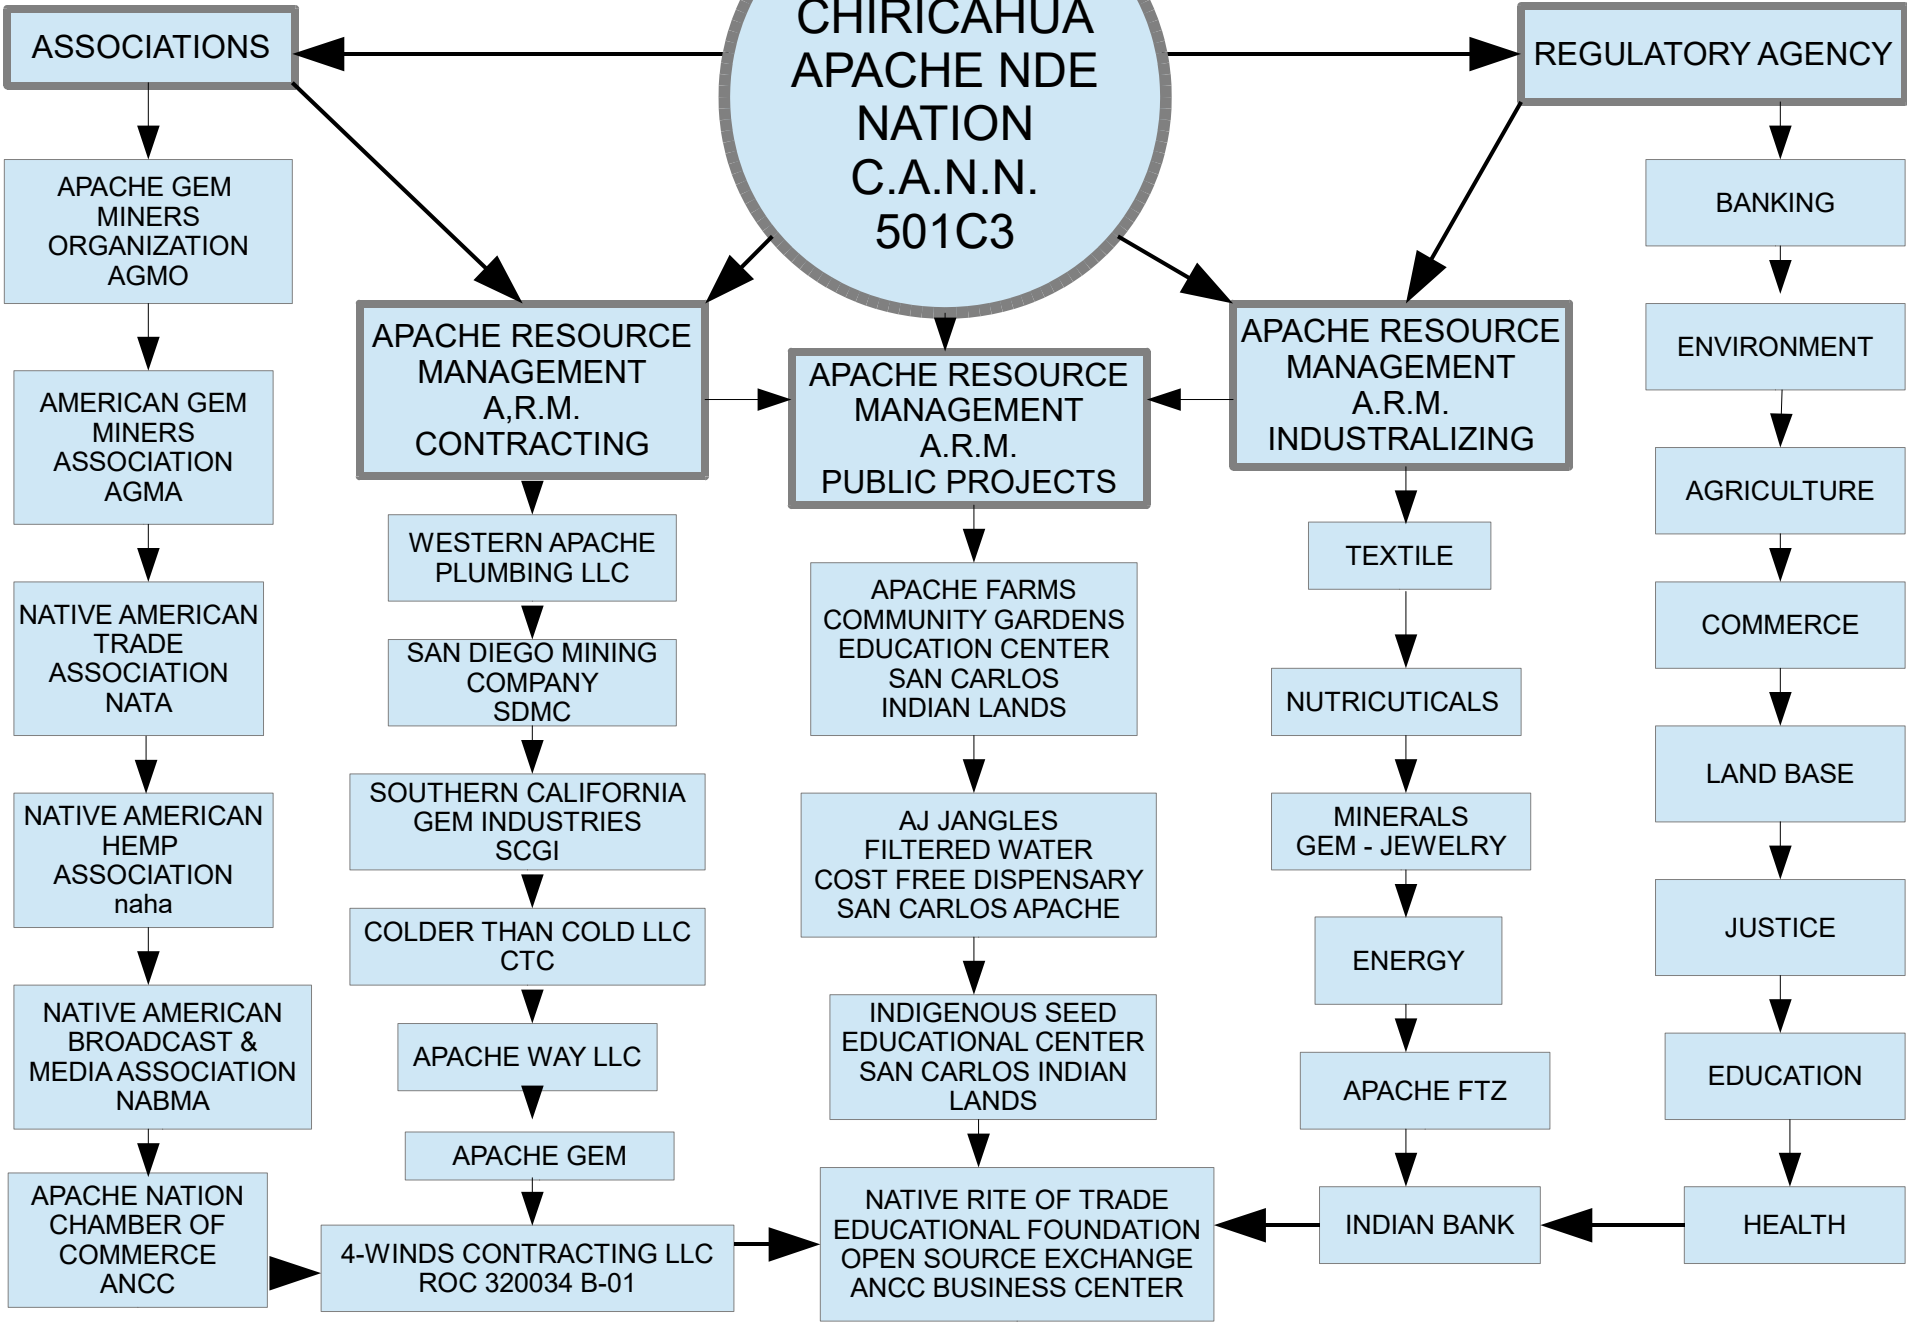 CHIRICAHUA
APACHE NDE
NATION
C.A.N.N.
501C3
ASSOCIATIONS
APACHE GEM
MINERS
ORGANIZATION
AGMO
AMERICAN GEM
MINERS
ASSOCIATION
AGMA
NATIVE AMERICAN
TRADE
ASSOCIATION
NATA
NATIVE AMERICAN
HEMP
ASSOCIATION
naha
NATIVE AMERICAN
BROADCAST &
MEDIA ASSOCIATION
NABMA
APACHE NATION
CHAMBER OF
COMMERCE
ANCC
APACHE RESOURCE
MANAGEMENT
A,R.M.
CONTRACTING
WESTERN APACHE
PLUMBING LLC
SAN DIEGO MINING
COMPANY
SDMC
SOUTHERN CALIFORNIA
GEM INDUSTRIES
SCGI
COLDER THAN COLD LLC
CTC
APACHE WAY LLC
APACHE GEM
4-WINDS CONTRACTING LLC
ROC 320034 B-01
APACHE RESOURCE
MANAGEMENT
A.R.M.
PUBLIC PROJECTS
APACHE FARMS
COMMUNITY GARDENS
EDUCATION CENTER
SAN CARLOS
INDIAN LANDS
AJ JANGLES
FILTERED WATER
COST FREE DISPENSARY
SAN CARLOS APACHE
INDIGENOUS SEED
EDUCATIONAL CENTER
SAN CARLOS INDIAN
LANDS
NATIVE RITE OF TRADE
EDUCATIONAL FOUNDATION
OPEN SOURCE EXCHANGE
ANCC BUSINESS CENTER
APACHE RESOURCE
MANAGEMENT
A.R.M.
INDUSTRALIZING
TEXTILE
NUTRICUTICALS
MINERALS
GEM - JEWELRY
ENERGY
APACHE FTZ
INDIAN BANK
REGULATORY AGENCY
BANKING
ENVIRONMENT
AGRICULTURE
COMMERCE
LAND BASE
JUSTICE
EDUCATION
HEALTH